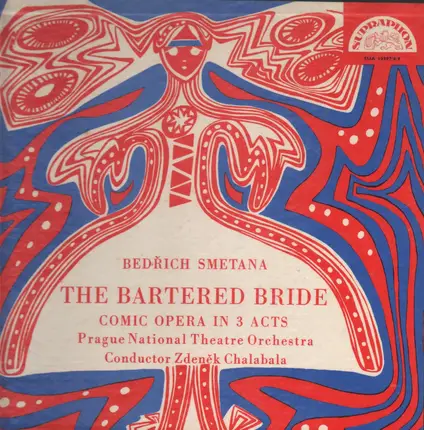 SUPRAPHON
BEDŘICH SMETANA
THE BARTERED BRIDE
COMIC OPERA IN 3 ACTS
Prague National Theatre Orchestra
Conductor Zdeněk Chalabala